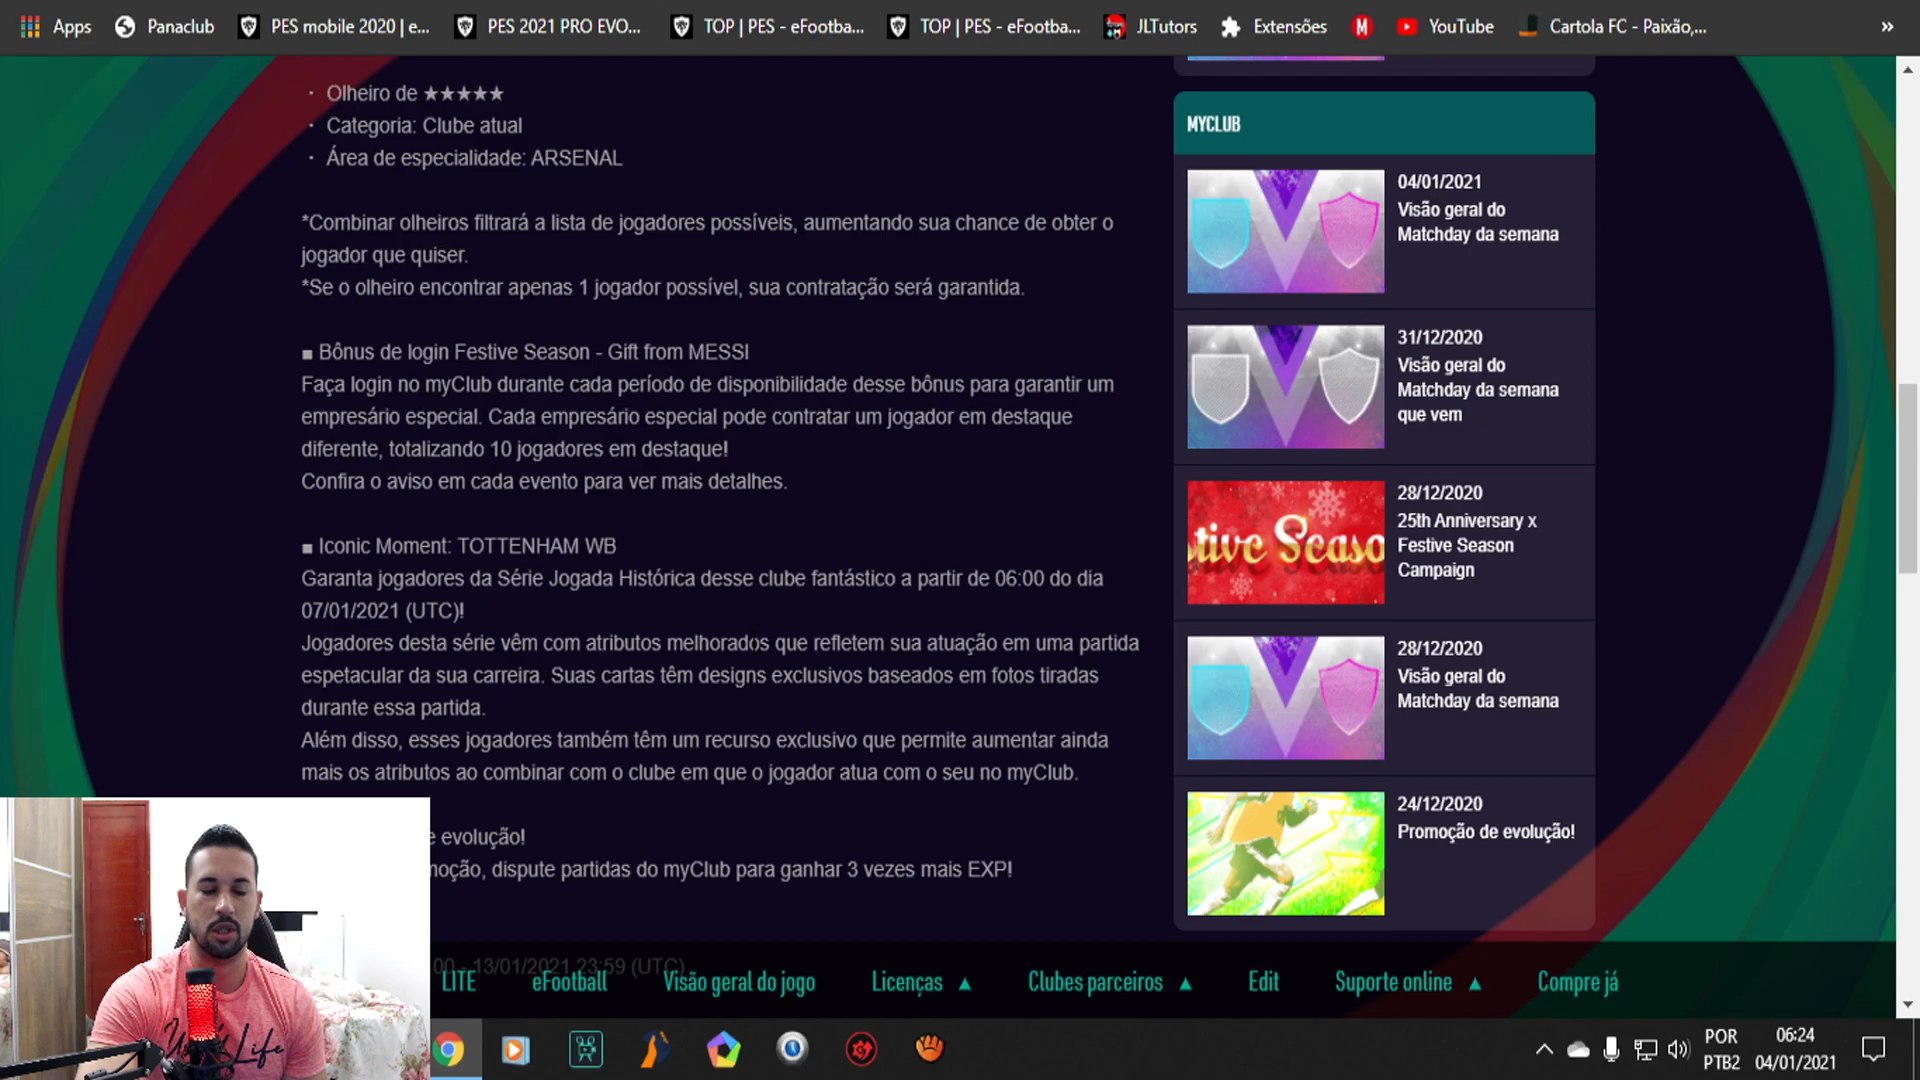 Apps
Panaclub
PES mobile 2020 | e...
PES 2021 PRO EVO...
TOP | PES - eFootba...
TOP | PES - eFootba...
JLTutors
Extensões
M
YouTube
Cartola FC - Paixão,...
»
· Olheiro de ★★★★★
· Categoria: Clube atual
· Área de especialidade: ARSENAL
*Combinar olheiros filtrará a lista de jogadores possíveis, aumentando sua chance de obter o
jogador que quiser.
*Se o olheiro encontrar apenas 1 jogador possível, sua contratação será garantida.
■ Bônus de login Festive Season - Gift from MESSI
Faça login no myClub durante cada período de disponibilidade desse bônus para garantir um
empresário especial. Cada empresário especial pode contratar um jogador em destaque
diferente, totalizando 10 jogadores em destaque!
Confira o aviso em cada evento para ver mais detalhes.
■ Iconic Moment: TOTTENHAM WB
Garanta jogadores da Série Jogada Histórica desse clube fantástico a partir de 06:00 do dia
07/01/2021 (UTC)!
Jogadores desta série vêm com atributos melhorados que refletem sua atuação em uma partida
espetacular da sua carreira. Suas cartas têm designs exclusivos baseados em fotos tiradas
durante essa partida.
Além disso, esses jogadores também têm um recurso exclusivo que permite aumentar ainda
mais os atributos ao combinar com o clube em que o jogador atua com o seu no myClub.
e evolução!
noção, dispute partidas do myClub para ganhar 3 vezes mais EXP!
00 - 13/01/2021 23:59 (UTC)
MYCLUB
04/01/2021
Visão geral do
Matchday da semana
31/12/2020
Visão geral do
Matchday da semana
que vem
tive Seaso
28/12/2020
25th Anniversary x
Festive Season
Campaign
28/12/2020
Visão geral do
Matchday da semana
24/12/2020
Promoção de evolução!
LITE
eFootball
Visão geral do jogo
Licenças ▲
Clubes parceiros ▲
Edit
Suporte online ▲
Compre já
POR
PTB2
06:24
04/01/2021